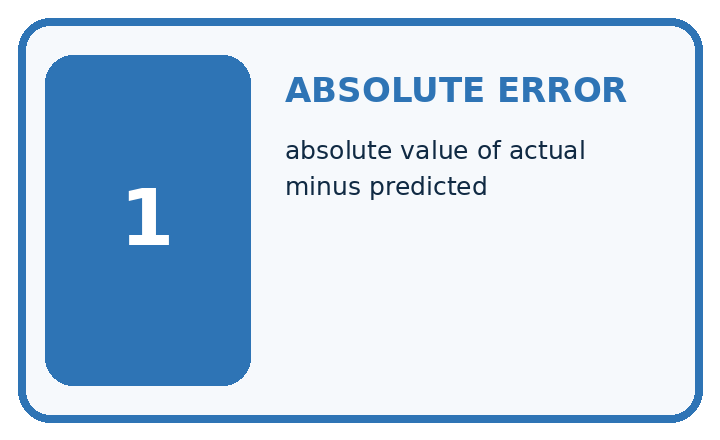 1
ABSOLUTE ERROR
absolute value of actual
minus predicted